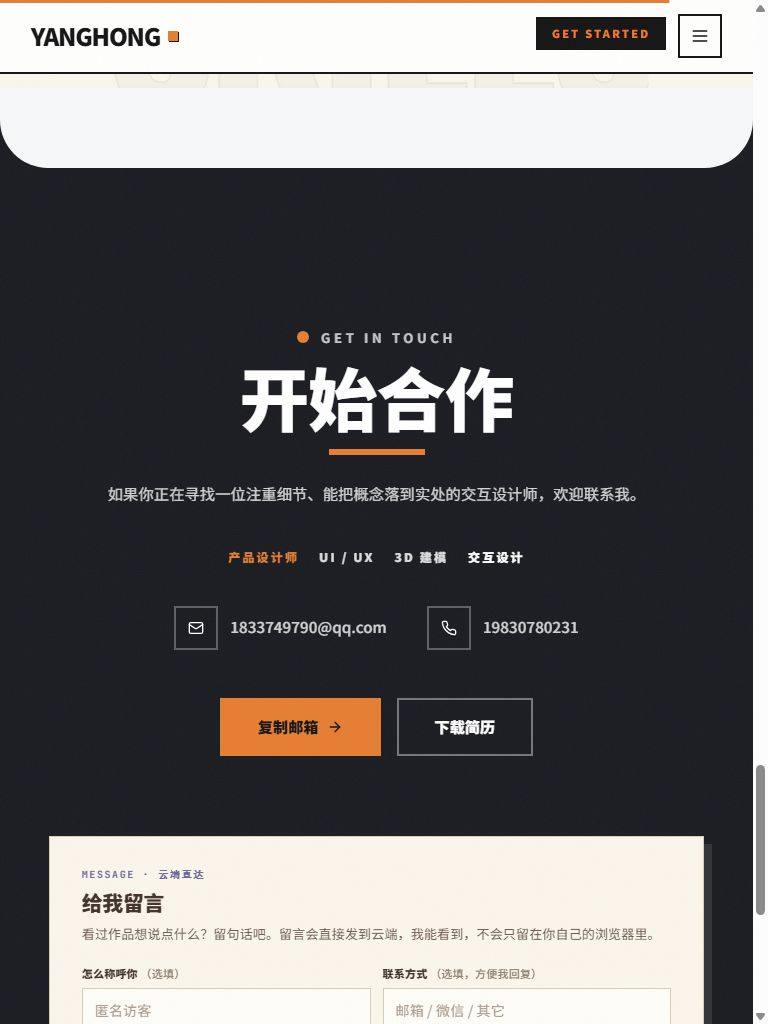 YANGHONG
GET STARTED
SKILLS
GET IN TOUCH
开始合作
如果你正在寻找一位注重细节、能把概念落到实处的交互设计师，欢迎联系我。
产品设计师 UI / UX 3D 建模 交互设计
1833749790@qq.com 19830780231
复制邮箱 → 下载简历
MESSAGE · 云端直达
给我留言
看过作品想说点什么？留句话吧。留言会直接发到云端，我能看到，不会只留在你自己的浏览器里。
怎么称呼你 （选填） 联系方式 （选填，方便我回复）
匿名访客 邮箱 / 微信 / 其它